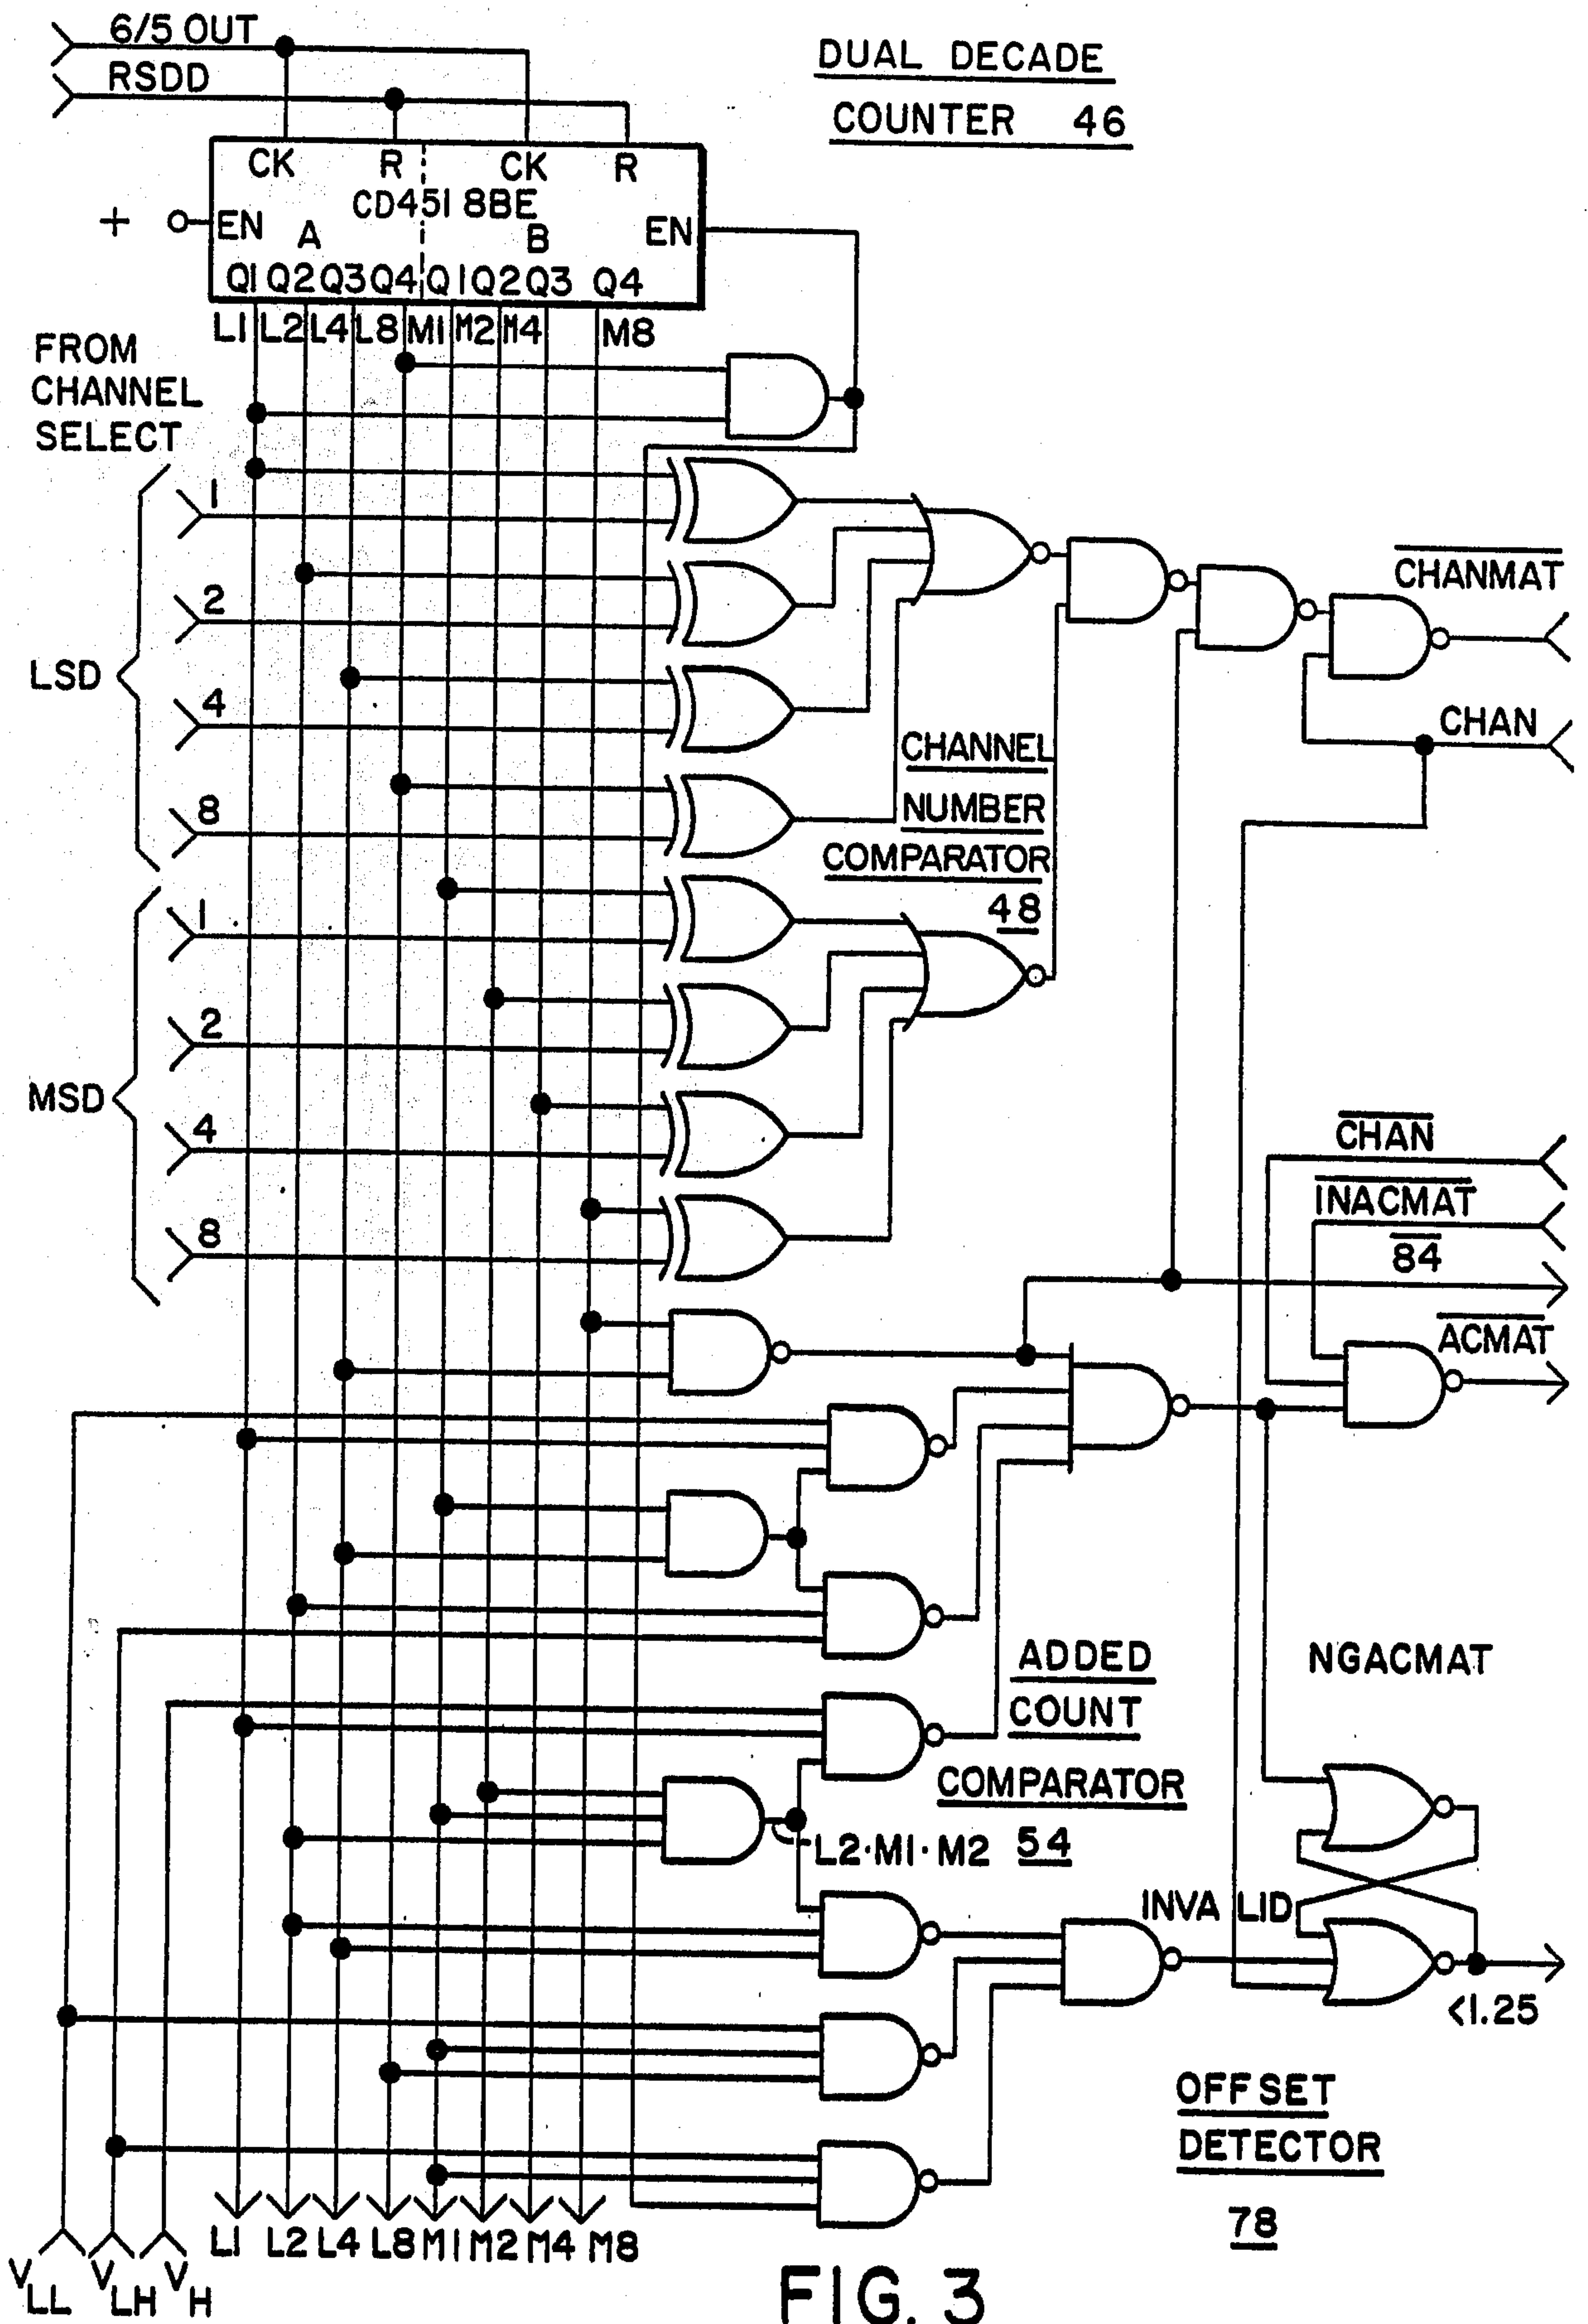 6/5 OUT
DUAL DECADE
RSDD
COUNTER 46
CK R CK R
CD4518BE
+ EN A B EN
Q1 Q2 Q3 Q4 Q1 Q2 Q3 Q4
L1 L2 L4 L8 M1 M2 M4 M8
FROM
CHANNEL
SELECT
1
CHANMAT
2
LSD
4
CHAN
CHANNEL
8
NUMBER
COMPARATOR
48
1
2
MSD
4
CHAN
INACMAT
8
84
ACMAT
ADDED
NGACMAT
COUNT
COMPARATOR
L2·M1·M2 54
INVALID
<1.25
OFFSET
DETECTOR
78
L1 L2 L4 L8 M1 M2 M4 M8
VLL VLH VH
FIG. 3